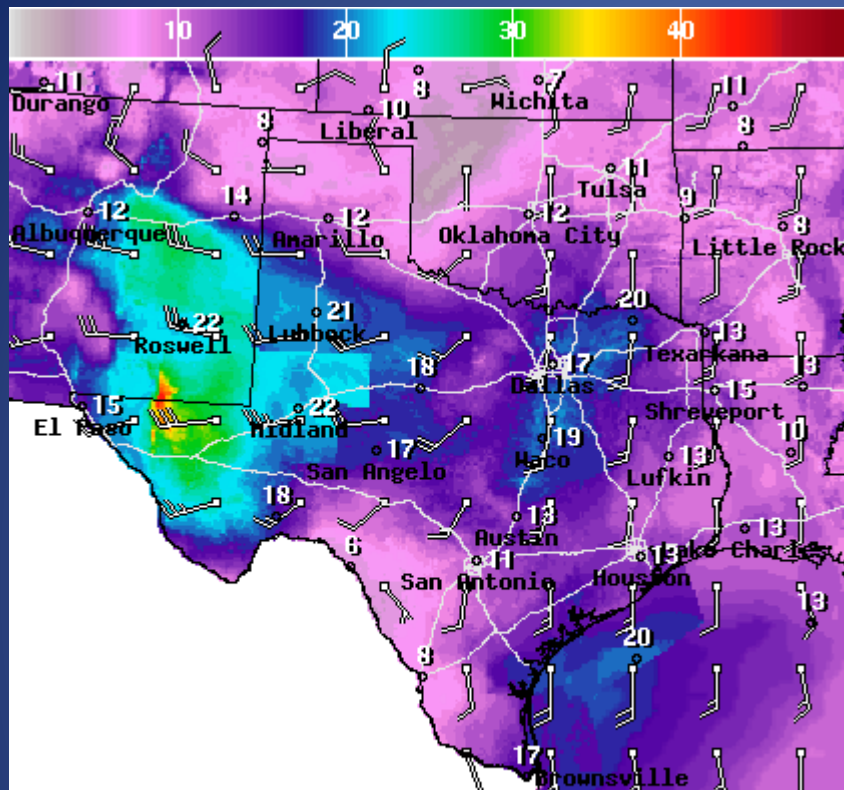 10 20 30 40
11
8
7
11
Durango
Wichita
10
Liberal
8
8
11
Tulsa
14
12
12
12
9
8
Albuquerque
Amarillo
Oklahoma City
Little Rock
21
20
22
Lubbock
13
Roswell
Texarkana
17
18
Dallas
13
15
15
22
Shreveport
El Paso
Midland
19
17
Waco
10
San Angelo
13
Lufkin
18
13
Austin
13
6
11
13
Lake Charles
San Antonio
Houston
13
20
8
17
Brownsville